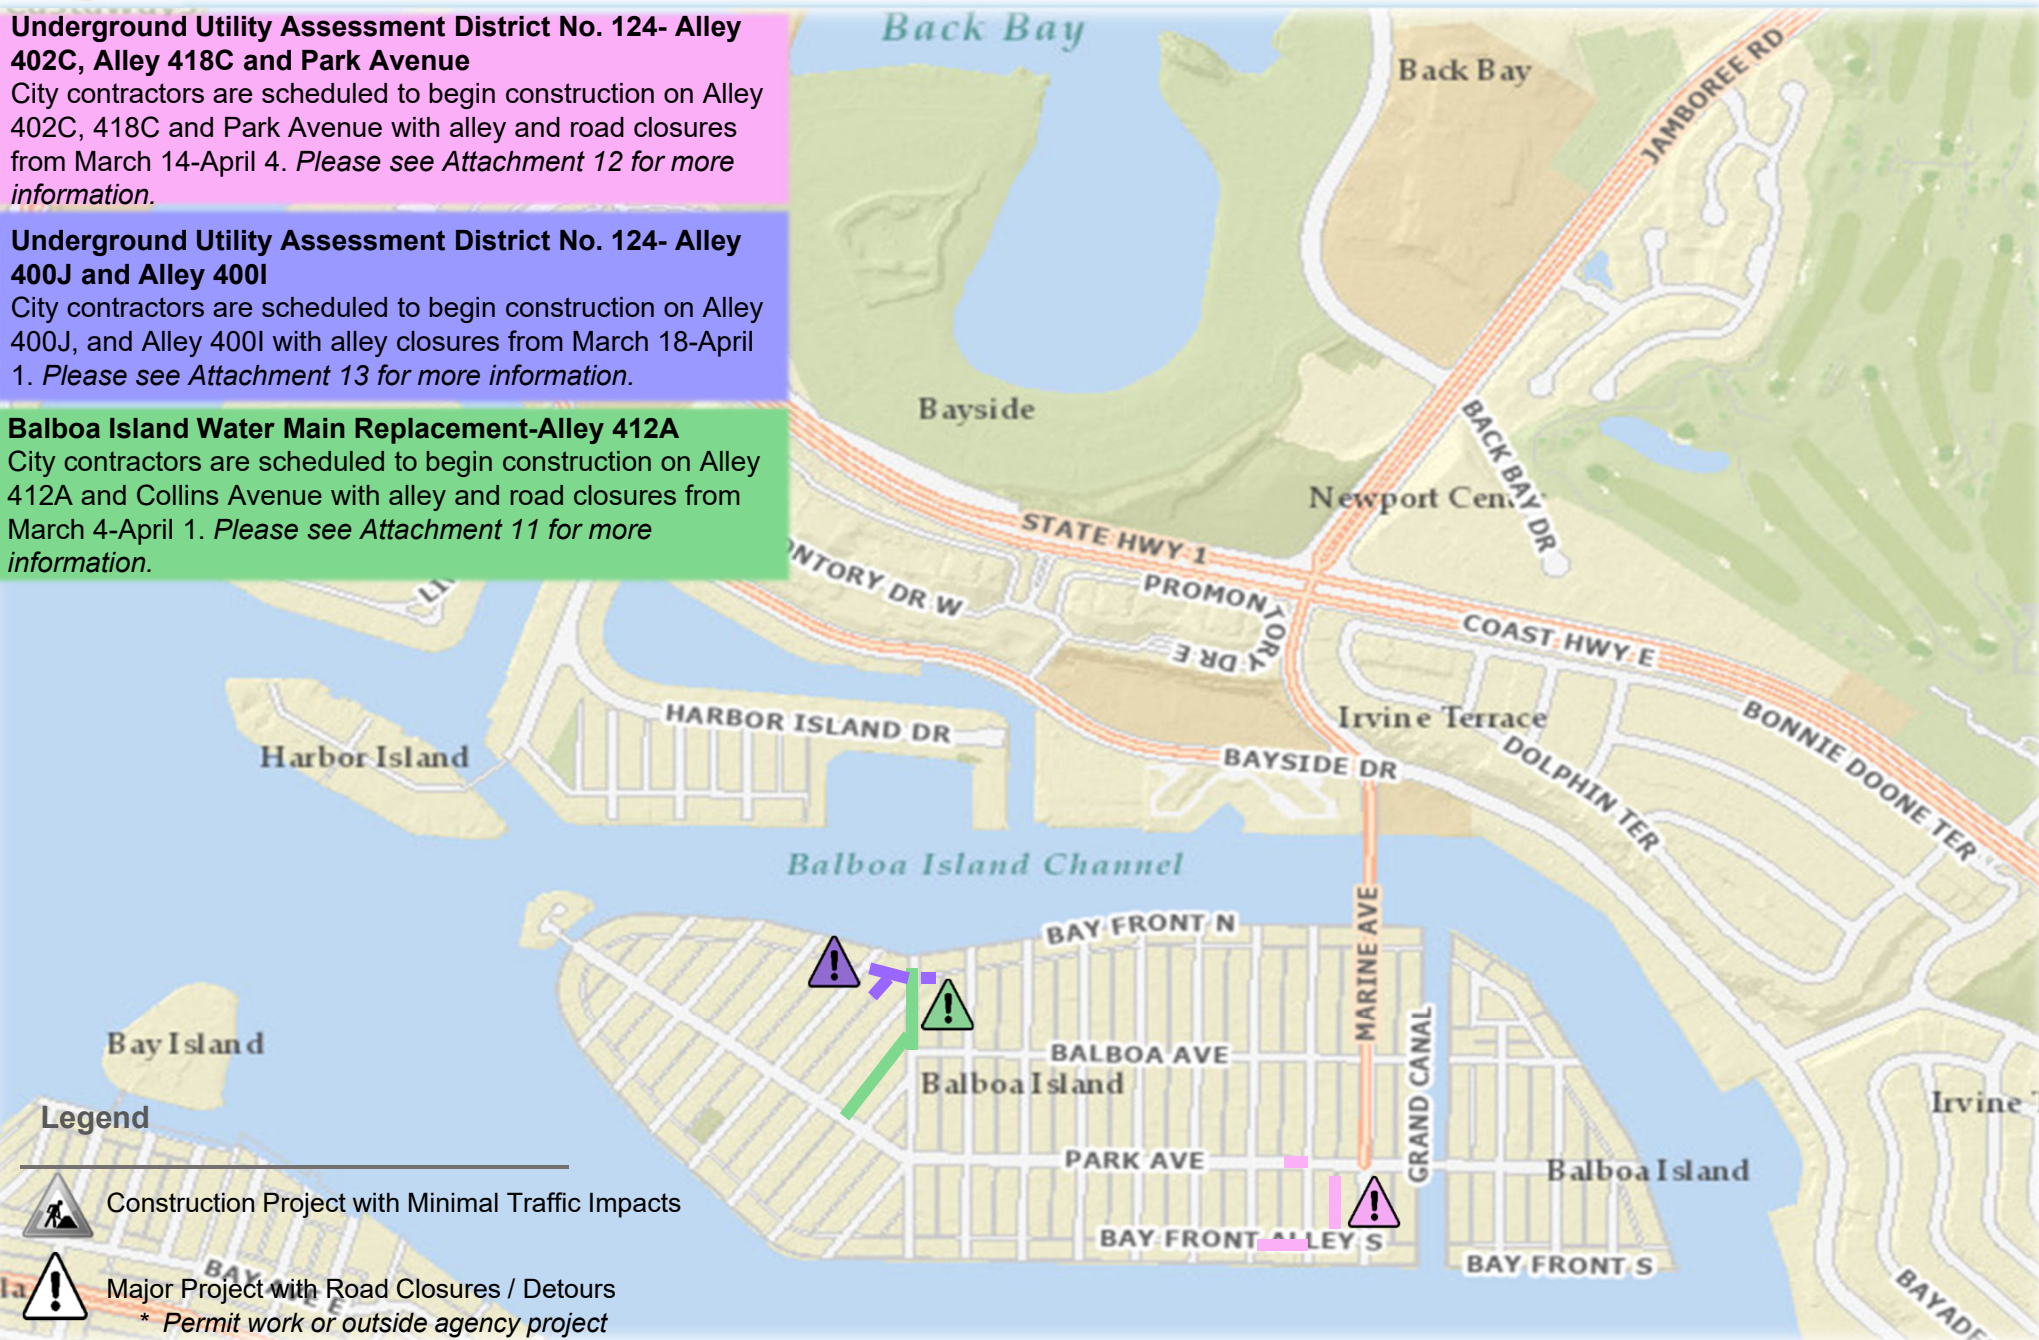 Underground Utility Assessment District No. 124- Alley
402C, Alley 418C and Park Avenue
City contractors are scheduled to begin construction on Alley
402C, 418C and Park Avenue with alley and road closures
from March 14-April 4. Please see Attachment 12 for more
information.
Underground Utility Assessment District No. 124- Alley
400J and Alley 400I
City contractors are scheduled to begin construction on Alley
400J, and Alley 400I with alley closures from March 18-April
1. Please see Attachment 13 for more information.
Balboa Island Water Main Replacement-Alley 412A
City contractors are scheduled to begin construction on Alley
412A and Collins Avenue with alley and road closures from
March 4-April 1. Please see Attachment 11 for more
information.
Back Bay
Back Bay
JAMBOREE RD
Bayside
BACK BAY DR
Newport Cen
STATE HWY 1
ONTORY DR W
PROMONTORY DR E
COAST HWY E
HARBOR ISLAND DR
Harbor Island
Irvine Terrace
BONNIE DOONE TER
DOLPHIN TER
BAYSIDE DR
Balboa Island Channel
BAY FRONT N
MARINE AVE
GRAND CANAL
Bay Island
BALBOA AVE
Balboa Island
Irvine
PARK AVE
Balboa Island
BAY FRONT ALLEY S
BAY FRONT S
BAYADE
Legend
Construction Project with Minimal Traffic Impacts
BAY AVE E
Major Project with Road Closures / Detours
* Permit work or outside agency project